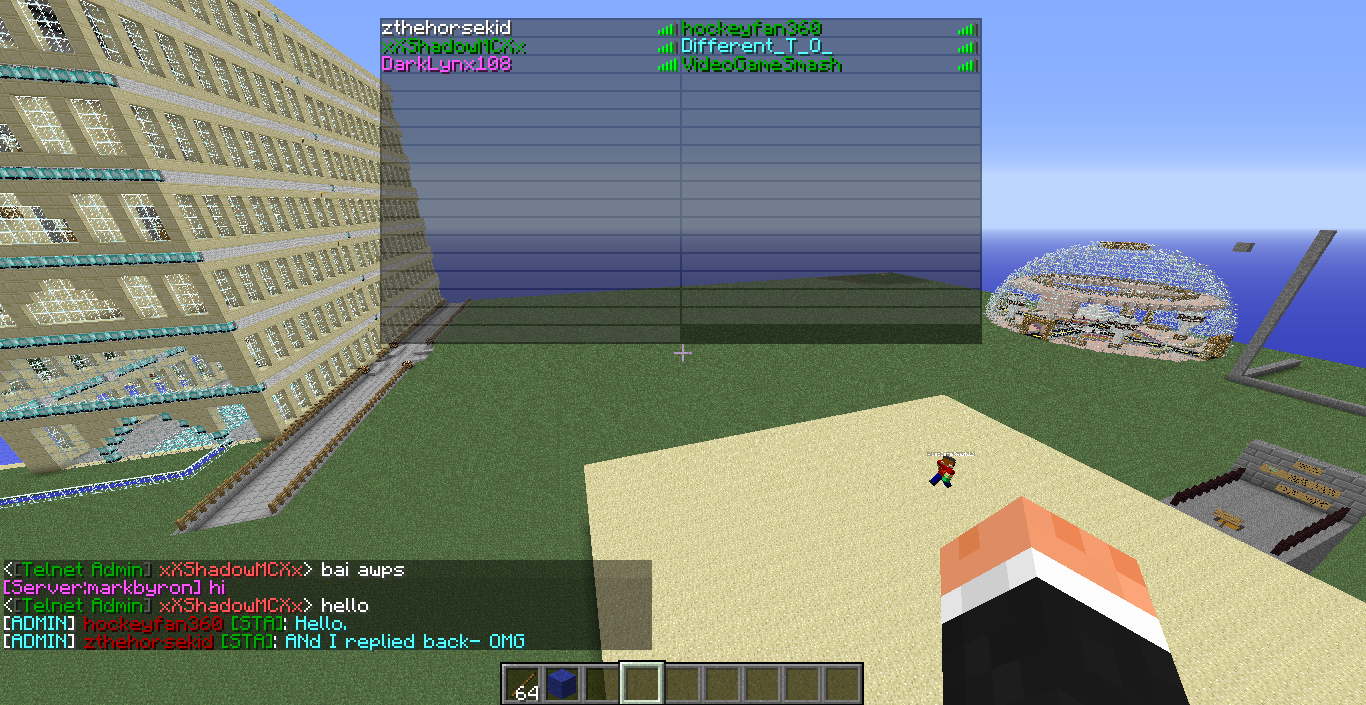 zthehorsekid hockeyfan360
xXShadowMCXx Different_T_O_
DarkLynx108 VideoGameSmash
<[Telnet Admin] xXShadowMCXx> bai awps
[Server:markbyron] hi
<[Telnet Admin] xXShadowMCXx> hello
[ADMIN] hockeyfan360 [STA]: Hello.
[ADMIN] zthehorsekid [STA]: ANd I replied back- OMG
64